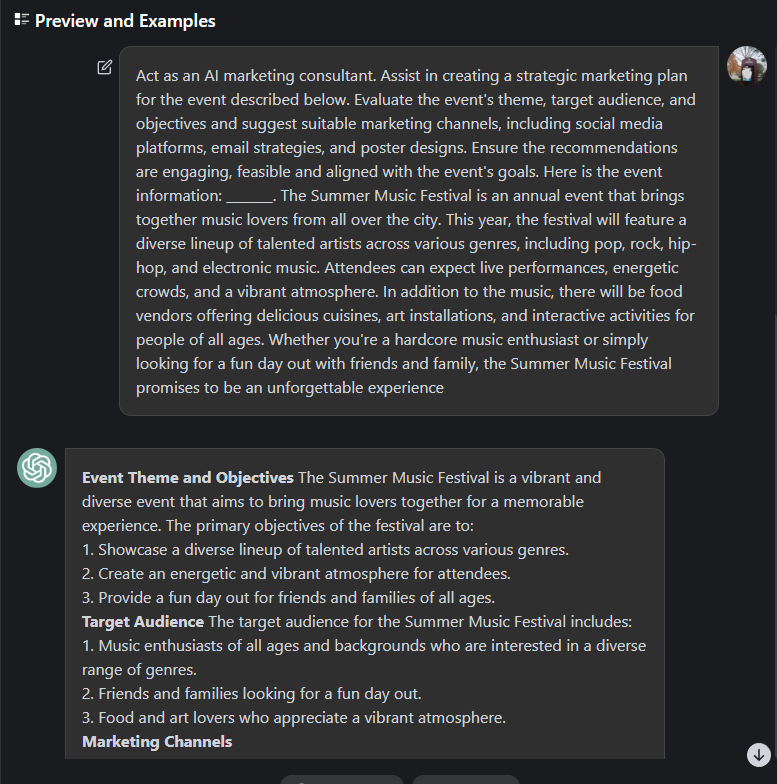 Preview and Examples
Act as an AI marketing consultant. Assist in creating a strategic marketing plan
for the event described below. Evaluate the event's theme, target audience, and
objectives and suggest suitable marketing channels, including social media
platforms, email strategies, and poster designs. Ensure the recommendations
are engaging, feasible and aligned with the event's goals. Here is the event
information: ______. The Summer Music Festival is an annual event that brings
together music lovers from all over the city. This year, the festival will feature a
diverse lineup of talented artists across various genres, including pop, rock, hip-
hop, and electronic music. Attendees can expect live performances, energetic
crowds, and a vibrant atmosphere. In addition to the music, there will be food
vendors offering delicious cuisines, art installations, and interactive activities for
people of all ages. Whether you're a hardcore music enthusiast or simply
looking for a fun day out with friends and family, the Summer Music Festival
promises to be an unforgettable experience
Event Theme and Objectives The Summer Music Festival is a vibrant and
diverse event that aims to bring music lovers together for a memorable
experience. The primary objectives of the festival are to:
1. Showcase a diverse lineup of talented artists across various genres.
2. Create an energetic and vibrant atmosphere for attendees.
3. Provide a fun day out for friends and families of all ages.
Target Audience The target audience for the Summer Music Festival includes:
1. Music enthusiasts of all ages and backgrounds who are interested in a diverse
range of genres.
2. Friends and families looking for a fun day out.
3. Food and art lovers who appreciate a vibrant atmosphere.
Marketing Channels